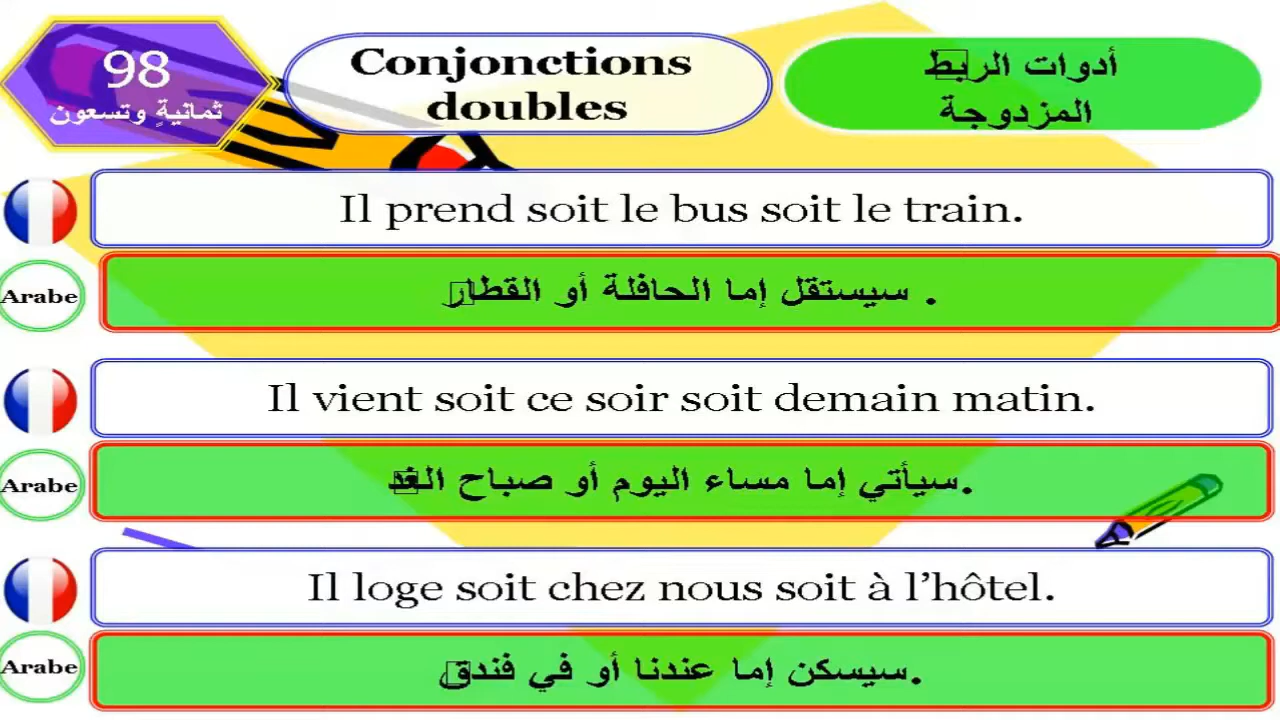 98
ثمانيةٍ وتسعون
Conjonctions
doubles
أدوات الربط
المزدوجة
Il prend soit le bus soit le train.
Arabe
سيستقل إما الحافلة أو القطار .
Il vient soit ce soir soit demain matin.
Arabe
سيأتي إما مساء اليوم أو صباح الغد.
Il loge soit chez nous soit à l’hôtel.
Arabe
سيسكن إما عندنا أو في فندق.